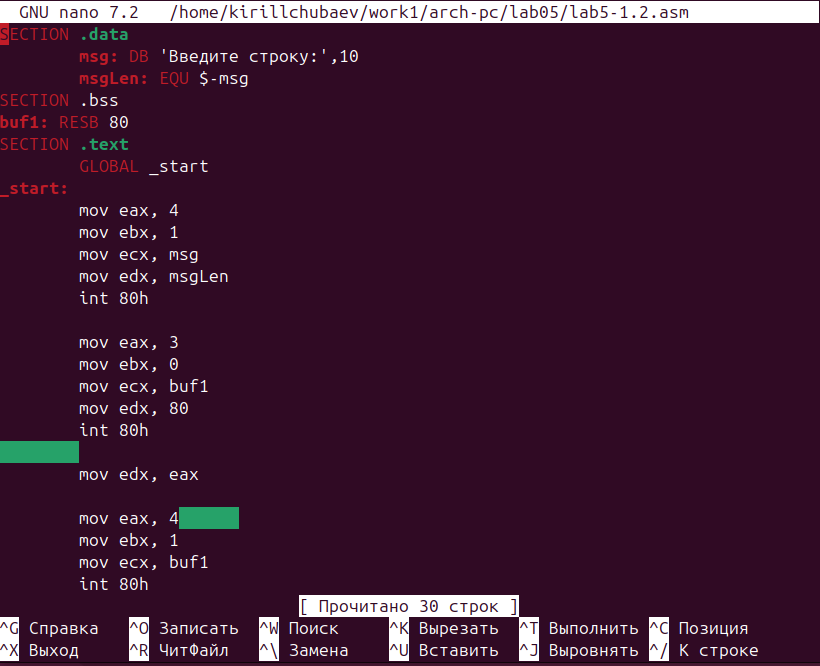 GNU nano 7.2 /home/kirillchubaev/work1/arch-pc/lab05/lab5-1.2.asm
SECTION .data
msg: DB 'Введите строку:',10
msgLen: EQU $-msg
SECTION .bss
buf1: RESB 80
SECTION .text
GLOBAL _start
_start:
mov eax, 4
mov ebx, 1
mov ecx, msg
mov edx, msgLen
int 80h
mov eax, 3
mov ebx, 0
mov ecx, buf1
mov edx, 80
int 80h
mov edx, eax
mov eax, 4
mov ebx, 1
mov ecx, buf1
int 80h
[ Прочитано 30 строк ]
^G Справка ^O Записать ^W Поиск ^K Вырезать ^T Выполнить ^C Позиция
^X Выход ^R ЧитФайл ^\ Замена ^U Вставить ^J Выровнять ^/ К строке